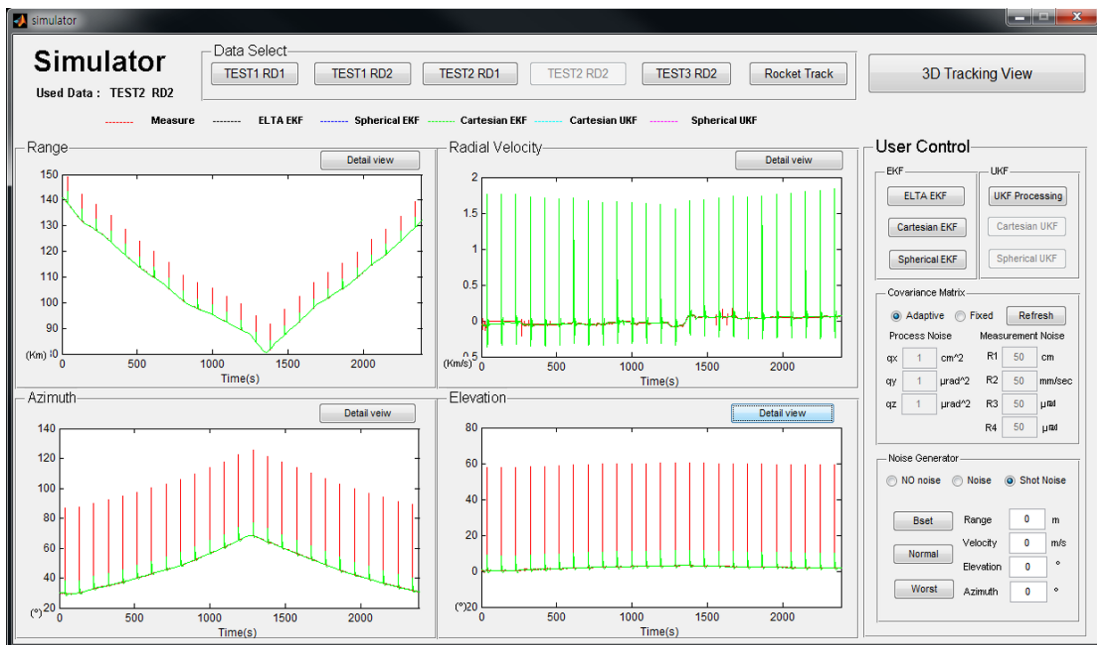 simulator
Simulator
Used Data : TEST2 RD2
Data Select
TEST1 RD1 TEST1 RD2 TEST2 RD1 TEST2 RD2 TEST3 RD2 Rocket Track
3D Tracking View
Measure ELTA EKF Spherical EKF Cartesian EKF Cartesian UKF Spherical UKF
Range
Detail view
150
140
130
120
110
100
90
(Km) :0
0 500 1000 1500 2000
Time(s)
Radial Velocity
Detail veiw
2
1.5
1
0.5
0
(Km/s) 5
0 500 1000 1500 2000
Time(s)
Azimuth
Detail veiw
140
120
100
80
60
40
(°) 20
0 500 1000 1500 2000
Time(s)
Elevation
Detail view
80
60
40
20
0
(°)20
0 500 1000 1500 2000
Time(s)
User Control
EKF
ELTA EKF
Cartesian EKF
Spherical EKF
UKF
UKF Processing
Cartesian UKF
Spherical UKF
Covariance Matrix
Adaptive Fixed Refresh
Process Noise Measurement Noise
qx 1 cm^2 R1 50 cm
qy 1 μrad^2 R2 50 mm/sec
qz 1 μrad^2 R3 50 μrad
R4 50 μrad
Noise Generator
NO noise Noise Shot Noise
Bset
Normal
Worst
Range 0 m
Velocity 0 m/s
Elevation 0 °
Azimuth 0 °